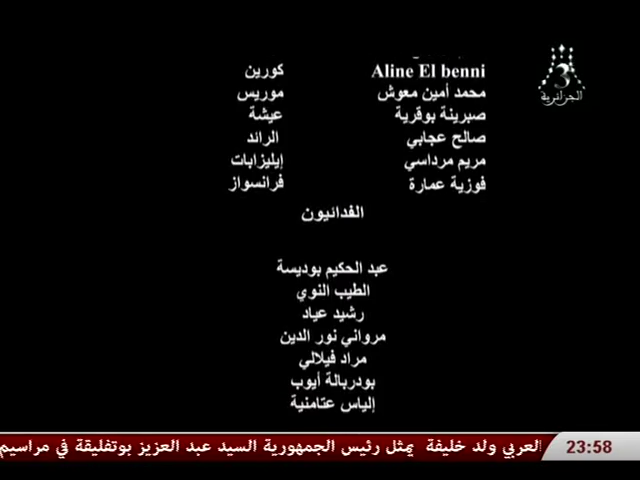 Aline El benni كورين
محمد أمين معوش موريس
صبرينة بوقرية عيشة
صالح عجابي الرائد
مريم مرداسي إيليزابات
فوزية عمارة فرانسواز
الفدائيون
عبد الحكيم بوديسة
الطيب النوي
رشيد عياد
مرواني نور الدين
مراد فيلالي
بودربالة أيوب
إلياس عتامنية
3
الجزائرية
23:58 العربي ولد خليفة يمثل رئيس الجمهورية السيد عبد العزيز بوتفليقة في مراسيم